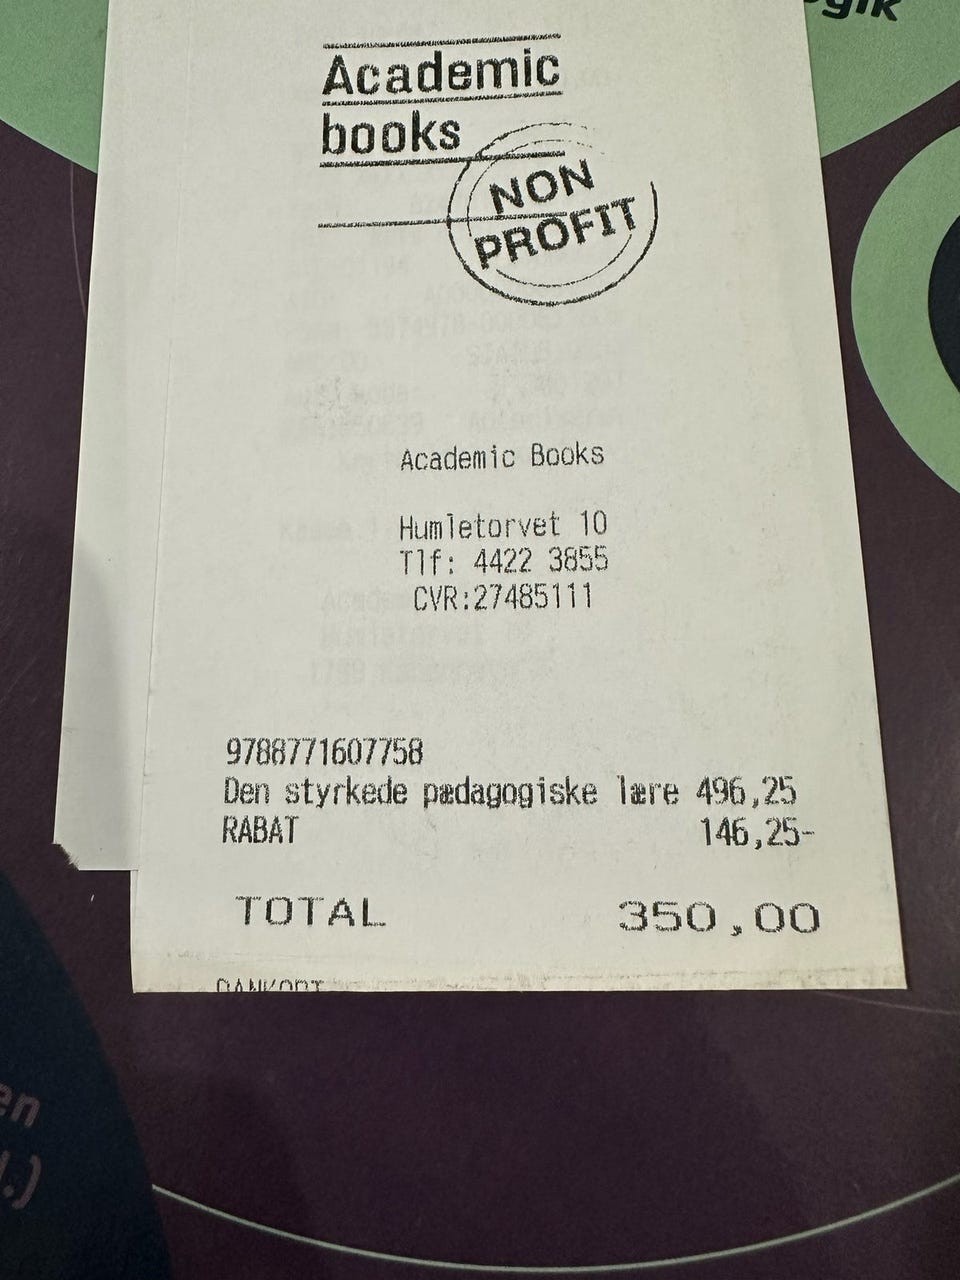 Academic
books
NON
PROFIT
Academic Books
Humletorvet 10
Tlf: 4422 3855
CVR:27485111
9788771607758
Den styrkede pædagogiske lære 496,25
RABAT 146,25-
TOTAL 350,00
DANKORT